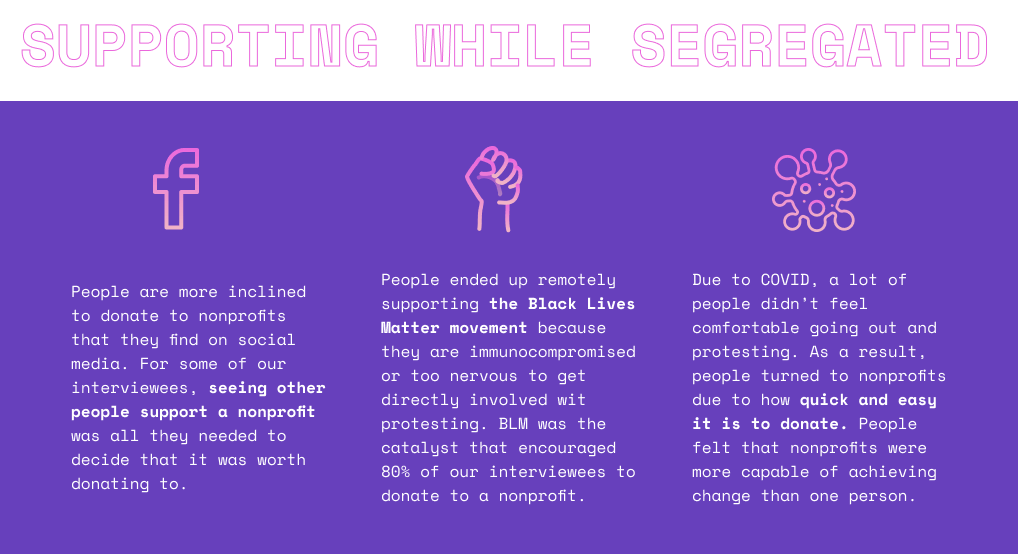 SUPPORTING WHILE SEGREGATED
People are more inclined
to donate to nonprofits
that they find on social
media. For some of our
interviewees, seeing other
people support a nonprofit
was all they needed to
decide that it was worth
donating to.
People ended up remotely
supporting the Black Lives
Matter movement because
they are immunocompromised
or too nervous to get
directly involved wit
protesting. BLM was the
catalyst that encouraged
80% of our interviewees to
donate to a nonprofit.
Due to COVID, a lot of
people didn’t feel
comfortable going out and
protesting. As a result,
people turned to nonprofits
due to how quick and easy
it is to donate. People
felt that nonprofits were
more capable of achieving
change than one person.